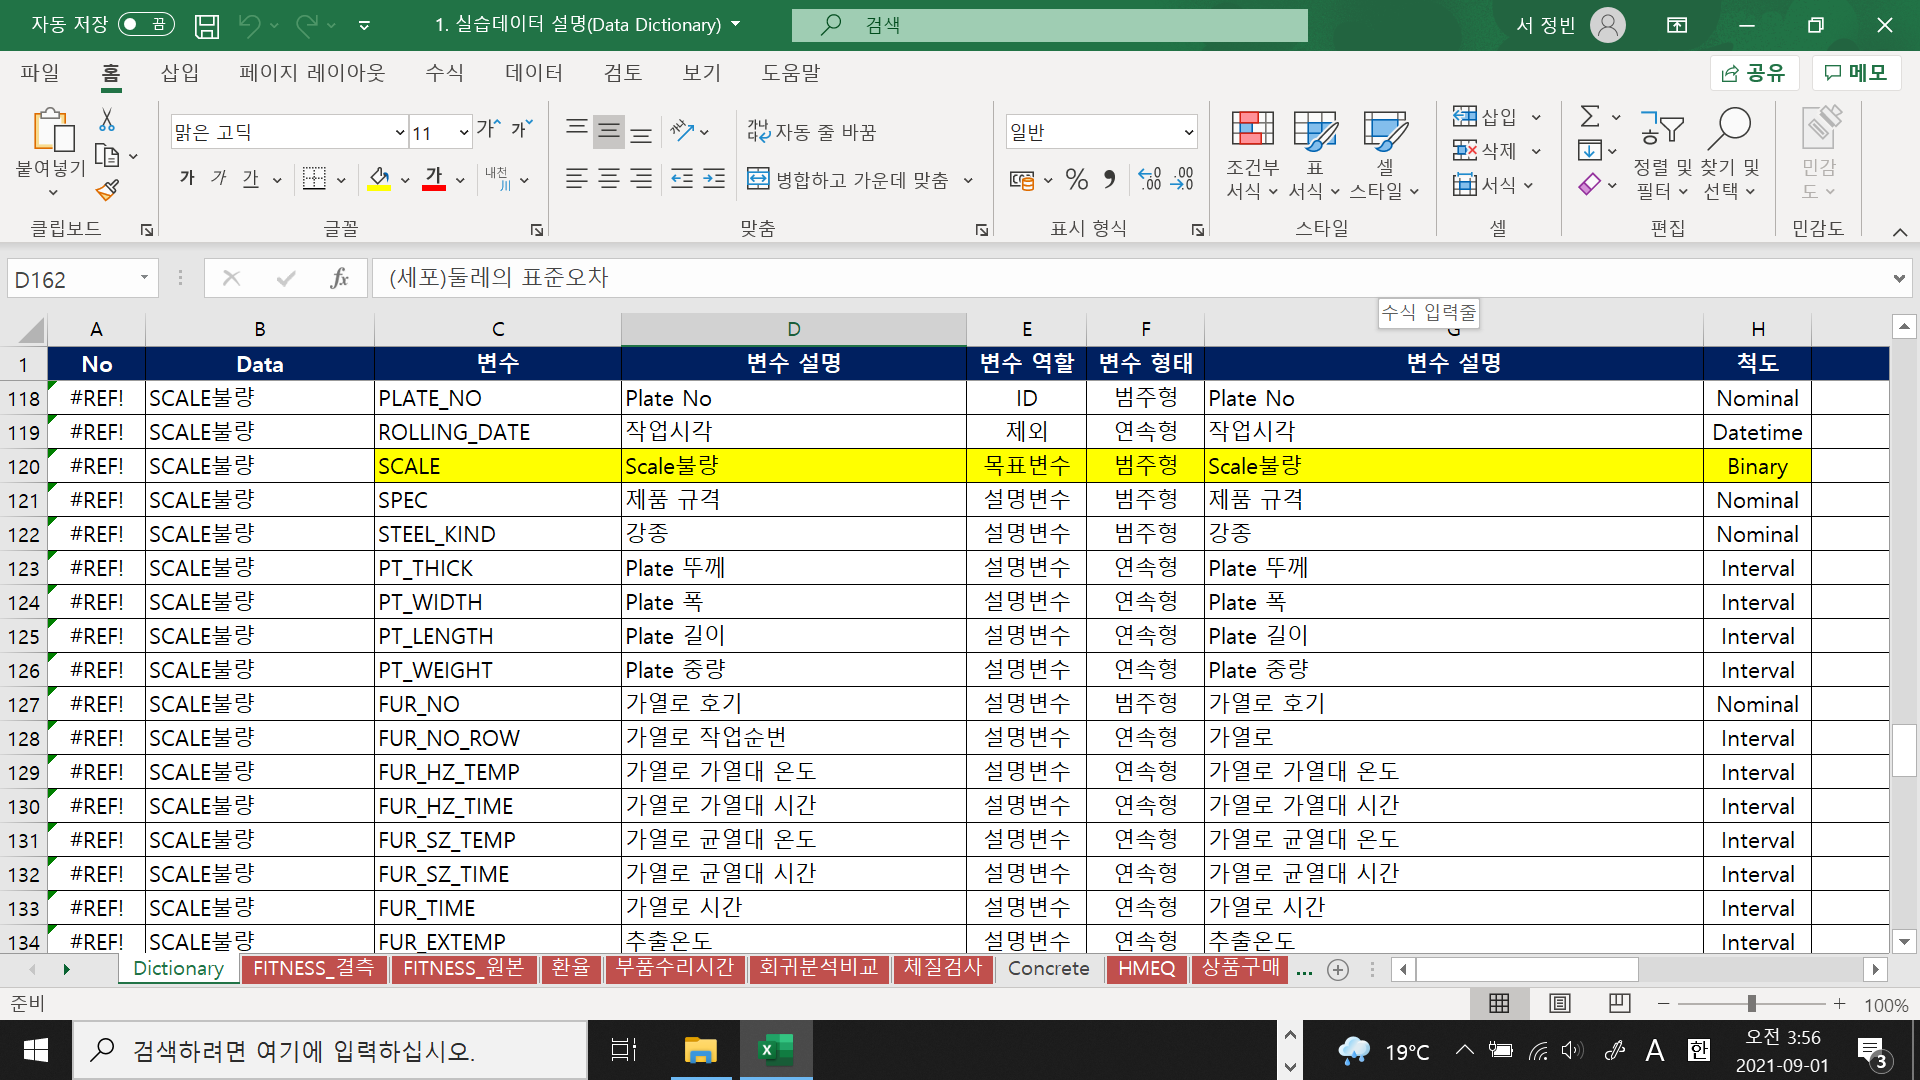 자동 저장 끔 1. 실습데이터 설명(Data Dictionary) 검색 서 정빈
파일 홈 삽입 페이지 레이아웃 수식 데이터 검토 보기 도움말 공유 메모
붙여넣기
클립보드
맑은 고딕 11 가 가
가 가 가 가 내천
글꼴
가나다 자동 줄 바꿈
병합하고 가운데 맞춤
맞춤
일반
% 9 .00 .00
표시 형식
조건부 서식 표 서식 셀 스타일
스타일
삽입
삭제
서식
셀
정렬 및 필터 찾기 및 선택
편집
민감도
민감도
D162 fx (세포)둘레의 표준오차
수식 입력줄
A B C D E F G H
1 No Data 변수 변수 설명 변수 역할 변수 형태 변수 설명 척도
118 #REF! SCALE불량 PLATE_NO Plate No ID 범주형 Plate No Nominal
119 #REF! SCALE불량 ROLLING_DATE 작업시각 제외 연속형 작업시각 Datetime
120 #REF! SCALE불량 SCALE Scale불량 목표변수 범주형 Scale불량 Binary
121 #REF! SCALE불량 SPEC 제품 규격 설명변수 범주형 제품 규격 Nominal
122 #REF! SCALE불량 STEEL_KIND 강종 설명변수 범주형 강종 Nominal
123 #REF! SCALE불량 PT_THICK Plate 뚜께 설명변수 연속형 Plate 뚜께 Interval
124 #REF! SCALE불량 PT_WIDTH Plate 폭 설명변수 연속형 Plate 폭 Interval
125 #REF! SCALE불량 PT_LENGTH Plate 길이 설명변수 연속형 Plate 길이 Interval
126 #REF! SCALE불량 PT_WEIGHT Plate 중량 설명변수 연속형 Plate 중량 Interval
127 #REF! SCALE불량 FUR_NO 가열로 호기 설명변수 범주형 가열로 호기 Nominal
128 #REF! SCALE불량 FUR_NO_ROW 가열로 작업순번 설명변수 연속형 가열로 Interval
129 #REF! SCALE불량 FUR_HZ_TEMP 가열로 가열대 온도 설명변수 연속형 가열로 가열대 온도 Interval
130 #REF! SCALE불량 FUR_HZ_TIME 가열로 가열대 시간 설명변수 연속형 가열로 가열대 시간 Interval
131 #REF! SCALE불량 FUR_SZ_TEMP 가열로 균열대 온도 설명변수 연속형 가열로 균열대 온도 Interval
132 #REF! SCALE불량 FUR_SZ_TIME 가열로 균열대 시간 설명변수 연속형 가열로 균열대 시간 Interval
133 #REF! SCALE불량 FUR_TIME 가열로 시간 설명변수 연속형 가열로 시간 Interval
134 #REF! SCALE불량 FUR_EXTEMP 추출온도 설명변수 연속형 추출온도 Interval
Dictionary FITNESS_결측 FITNESS_원본 환율 부품수리시간 회귀분석비교 체질검사 Concrete HMEQ 상품구매 ...
준비 100%
검색하려면 여기에 입력하십시오. 19°C A 한 오전 3:56
2021-09-01 3